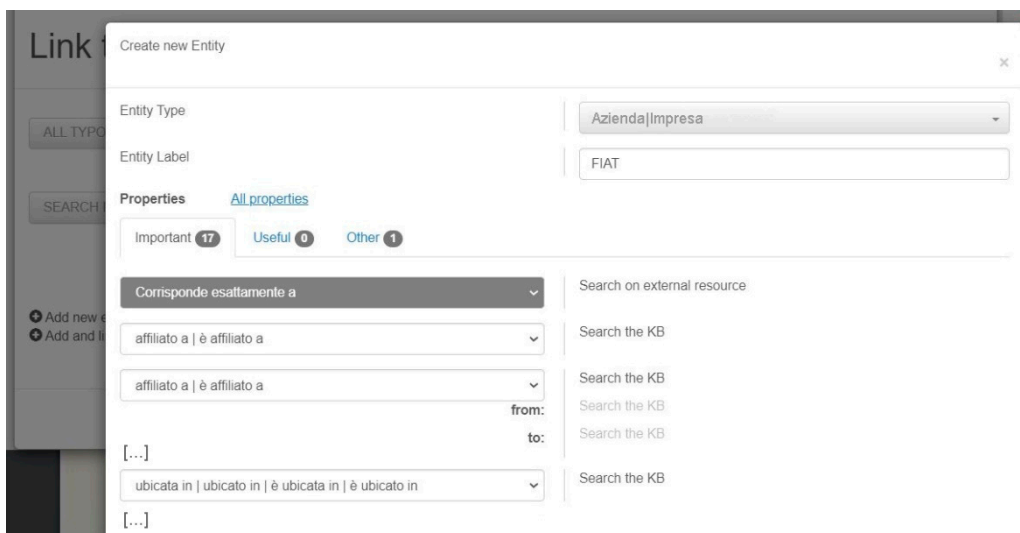 Link
Create new Entity
×
Entity Type
Azienda|Impresa
ALL TYPO
Entity Label
FIAT
Properties All properties
SEARCH
Important 17 Useful 0 Other 1
Corrisponde esattamente a
Search on external resource
Add new
affiliato a | è affiliato a
Search the KB
Add and li
affiliato a | è affiliato a
Search the KB
from:
Search the KB
to:
Search the KB
[...]
ubicata in | ubicato in | è ubicata in | è ubicato in
Search the KB
[...]